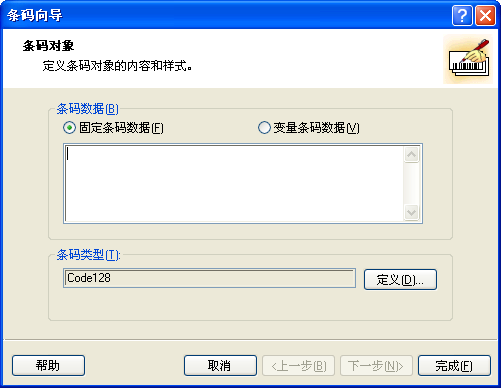 条码向导
条码对象
定义条码对象的内容和样式。
条码数据(B)
固定条码数据(F) 变量条码数据(V)
条码类型(T):
Code128 定义(D)...
帮助 取消 <上一步(B) 下一步(N)> 完成(F)